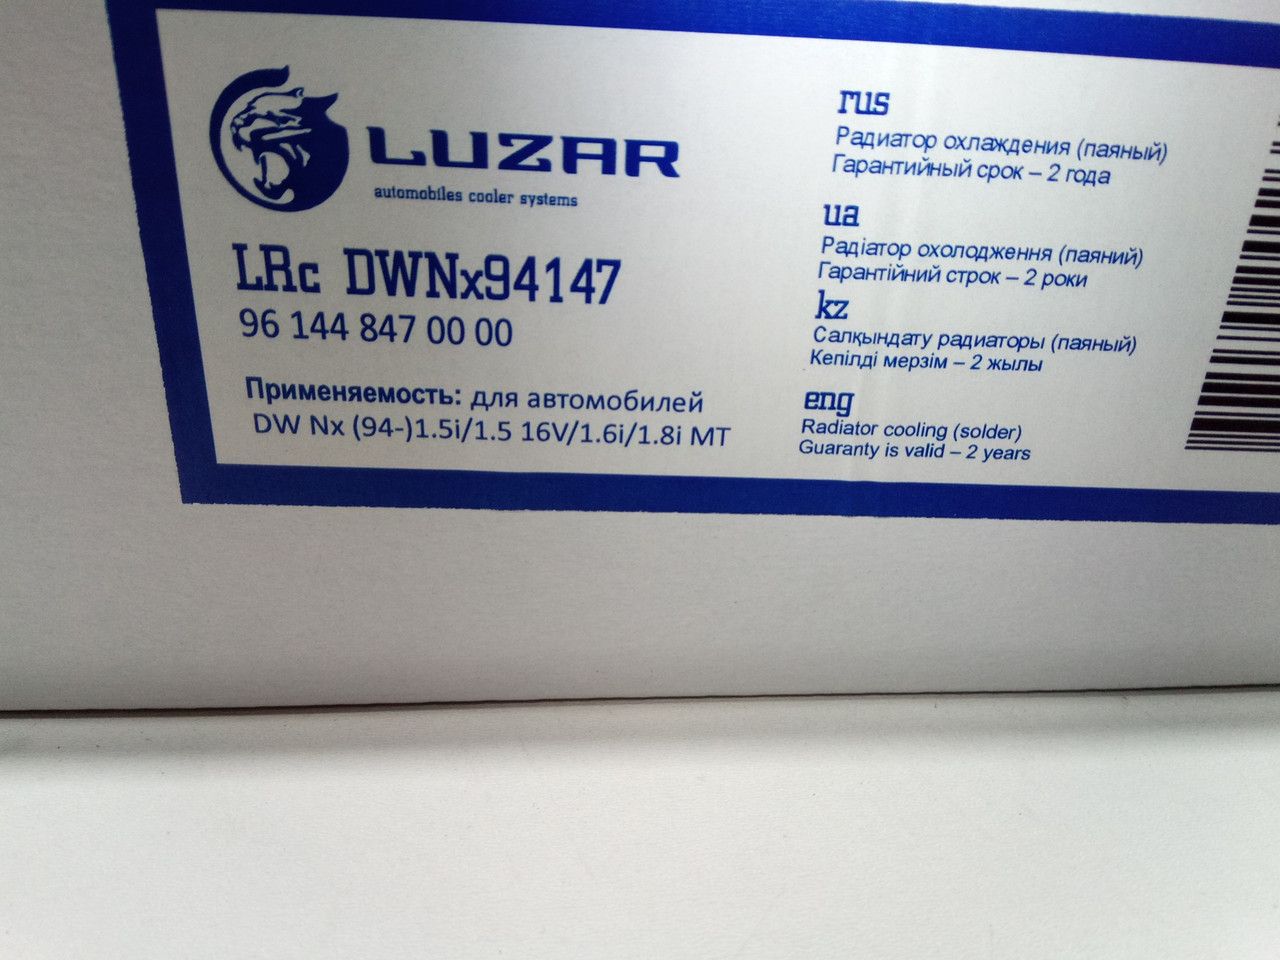 LUZAR
automobiles cooler systems
LRc DWNx94147
96 144 847 00 00
Применяемость: для автомобилей
DW Nx (94-)1.5i/1.5 16V/1.6i/1.8i MT
rus
Радиатор охлаждения (паяный)
Гарантийный срок – 2 года
ua
Радіатор охолодження (паяний)
Гарантійний строк – 2 роки
kz
Салқындату радиаторы (паяный)
Кепілді мерзім – 2 жылы
eng
Radiator cooling (solder)
Guaranty is valid – 2 years